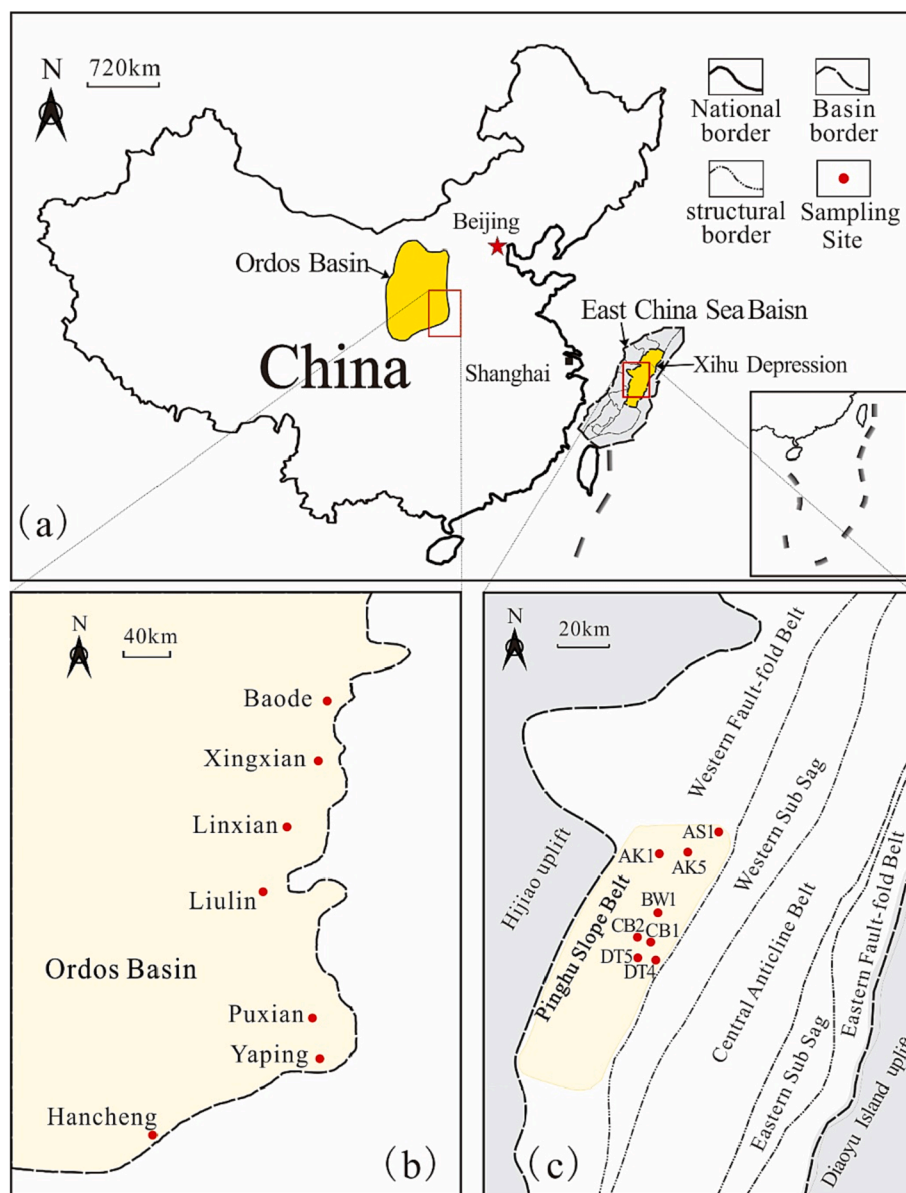 N
720km
National
border
Basin
border
structural
border
Sampling
Site
Beijing
Ordos Basin
East China Sea Baisn
China
Shanghai
Xihu Depression
(a)
N
40km
Baode
Xingxian
Linxian
Liulin
Ordos Basin
Puxian
Yaping
Hancheng
(b)
N
20km
Western Fault-fold Belt
Western Sub Sag
AS1
AK1
AK5
Hijiao uplift
BW1
CB2
CB1
Pinghu Slope Belt
DT5
DT4
Central Anticline Belt
Eastern Fault-fold Belt
Eastern Sub Sag
Diaoyu Island uplif
(c)